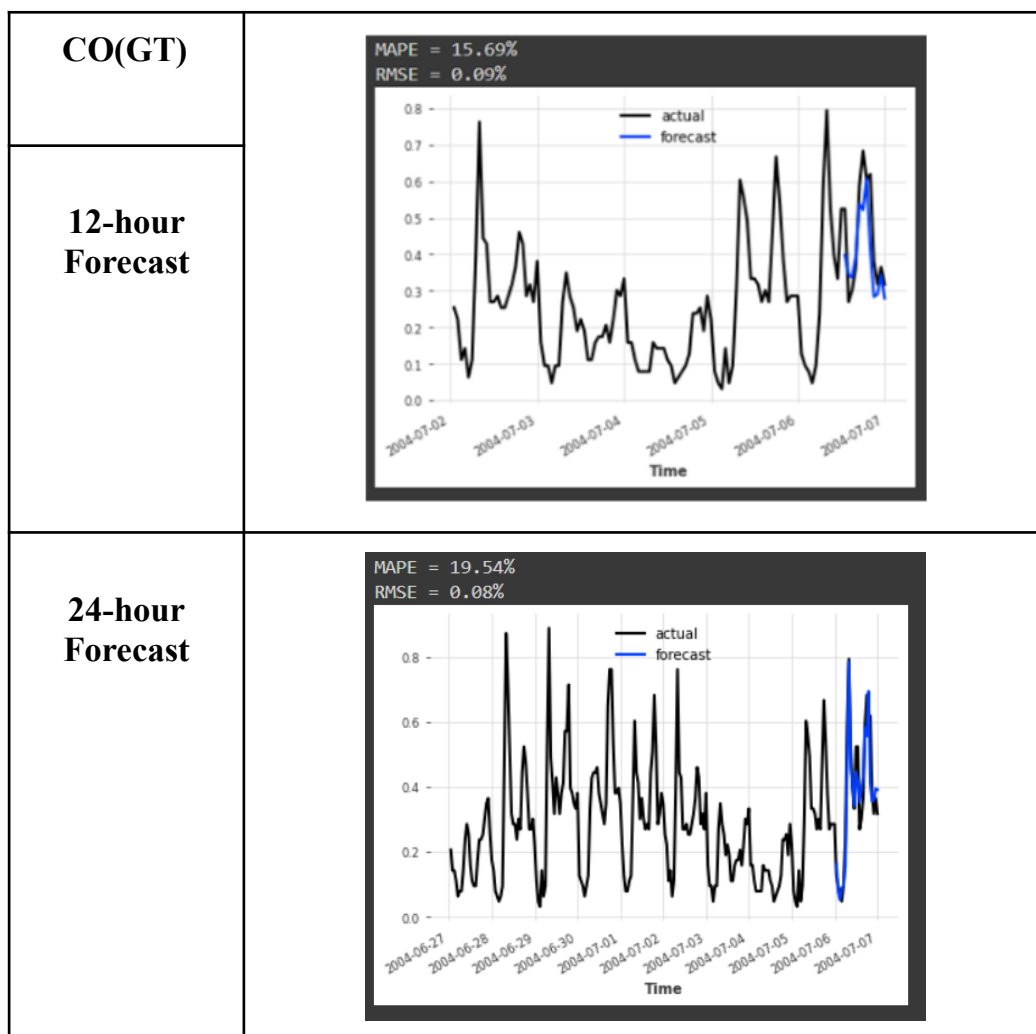 CO(GT)
MAPE = 15.69%
RMSE = 0.09%
actual
forecast
0.8
0.7
0.6
0.5
0.4
0.3
0.2
0.1
0.0
2004-07-02
2004-07-03
2004-07-04
2004-07-05
2004-07-06
2004-07-07
Time
12-hour
Forecast
24-hour
Forecast
MAPE = 19.54%
RMSE = 0.08%
actual
forecast
0.8
0.6
0.4
0.2
0.0
2004-06-27
2004-06-28
2004-06-29
2004-06-30
2004-07-01
2004-07-02
2004-07-03
2004-07-04
2004-07-05
2004-07-06
2004-07-07
Time